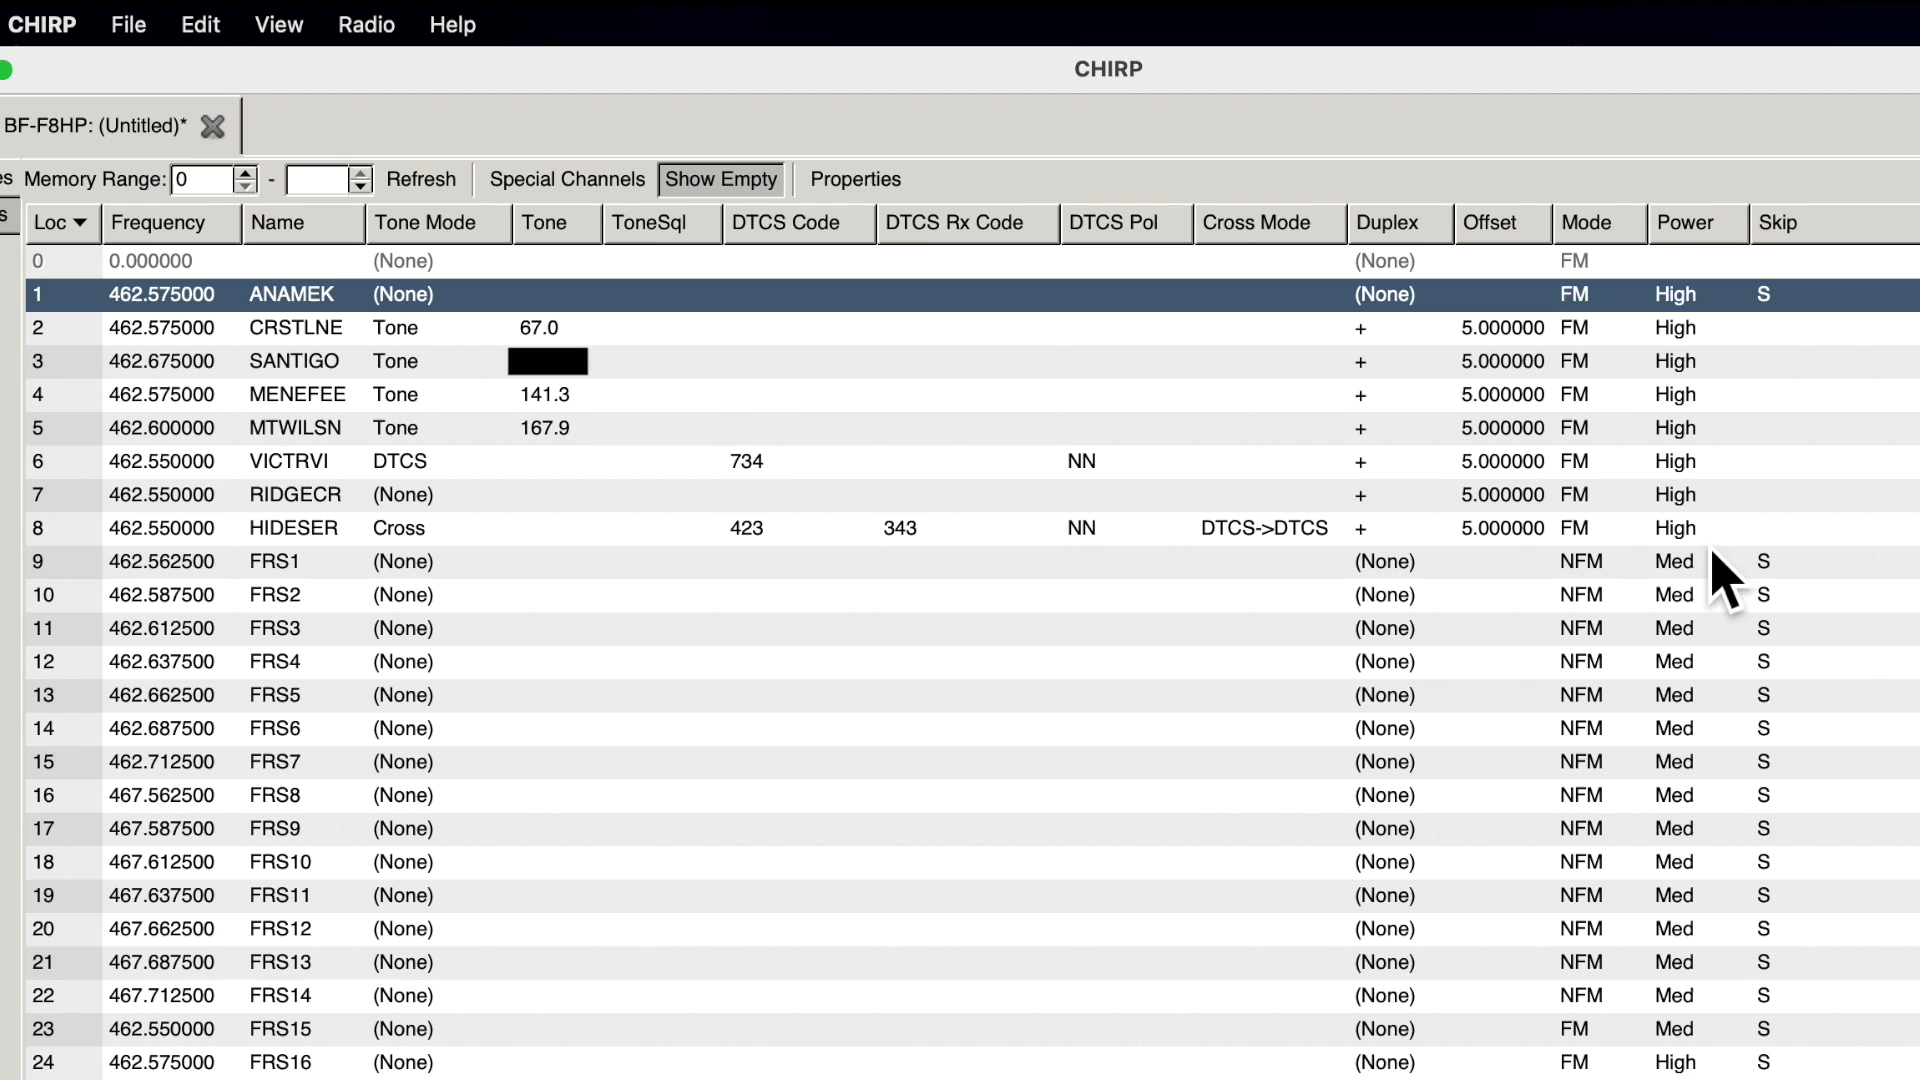 CHIRP File Edit View Radio Help
CHIRP
BF-F8HP: (Untitled)*
es Memory Range: 0 - Refresh Special Channels Show Empty Properties
s Loc Frequency Name Tone Mode Tone ToneSql DTCS Code DTCS Rx Code DTCS Pol Cross Mode Duplex Offset Mode Power Skip
0 0.000000 (None) (None) FM
1 462.575000 ANAMEK (None) (None) FM High S
2 462.575000 CRSTLNE Tone 67.0 + 5.000000 FM High
3 462.675000 SANTIGO Tone + 5.000000 FM High
4 462.575000 MENEFEE Tone 141.3 + 5.000000 FM High
5 462.600000 MTWILSN Tone 167.9 + 5.000000 FM High
6 462.550000 VICTRVI DTCS 734 NN + 5.000000 FM High
7 462.550000 RIDGECR (None) + 5.000000 FM High
8 462.550000 HIDESER Cross 423 343 NN DTCS->DTCS + 5.000000 FM High
9 462.562500 FRS1 (None) (None) NFM Med S
10 462.587500 FRS2 (None) (None) NFM Med S
11 462.612500 FRS3 (None) (None) NFM Med S
12 462.637500 FRS4 (None) (None) NFM Med S
13 462.662500 FRS5 (None) (None) NFM Med S
14 462.687500 FRS6 (None) (None) NFM Med S
15 462.712500 FRS7 (None) (None) NFM Med S
16 467.562500 FRS8 (None) (None) NFM Med S
17 467.587500 FRS9 (None) (None) NFM Med S
18 467.612500 FRS10 (None) (None) NFM Med S
19 467.637500 FRS11 (None) (None) NFM Med S
20 467.662500 FRS12 (None) (None) NFM Med S
21 467.687500 FRS13 (None) (None) NFM Med S
22 467.712500 FRS14 (None) (None) NFM Med S
23 462.550000 FRS15 (None) (None) FM Med S
24 462.575000 FRS16 (None) (None) FM High S